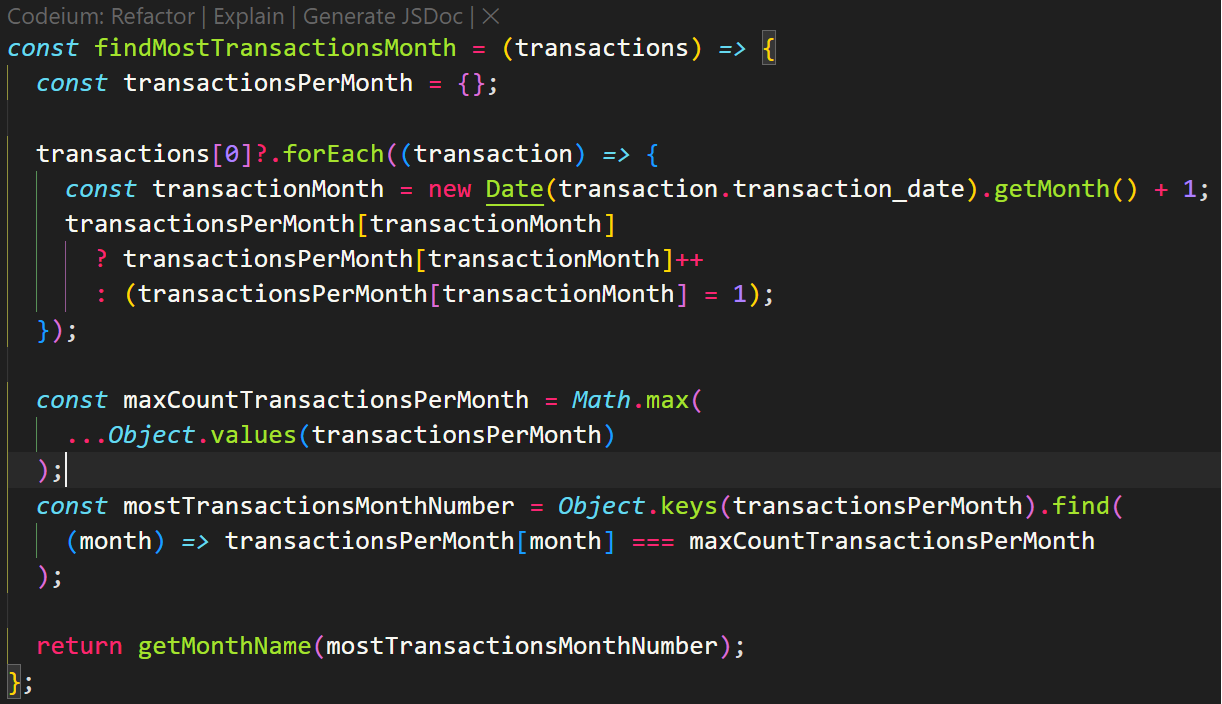 Codeium: Refactor | Explain | Generate JSDoc | ×
const findMostTransactionsMonth = (transactions) => {
  const transactionsPerMonth = {};

  transactions[0]?.forEach((transaction) => {
    const transactionMonth = new Date(transaction.transaction_date).getMonth() + 1;
    transactionsPerMonth[transactionMonth]
      ? transactionsPerMonth[transactionMonth]++
      : (transactionsPerMonth[transactionMonth] = 1);
  });

  const maxCountTransactionsPerMonth = Math.max(
    ...Object.values(transactionsPerMonth)
  );
  const mostTransactionsMonthNumber = Object.keys(transactionsPerMonth).find(
    (month) => transactionsPerMonth[month] === maxCountTransactionsPerMonth
  );

  return getMonthName(mostTransactionsMonthNumber);
};